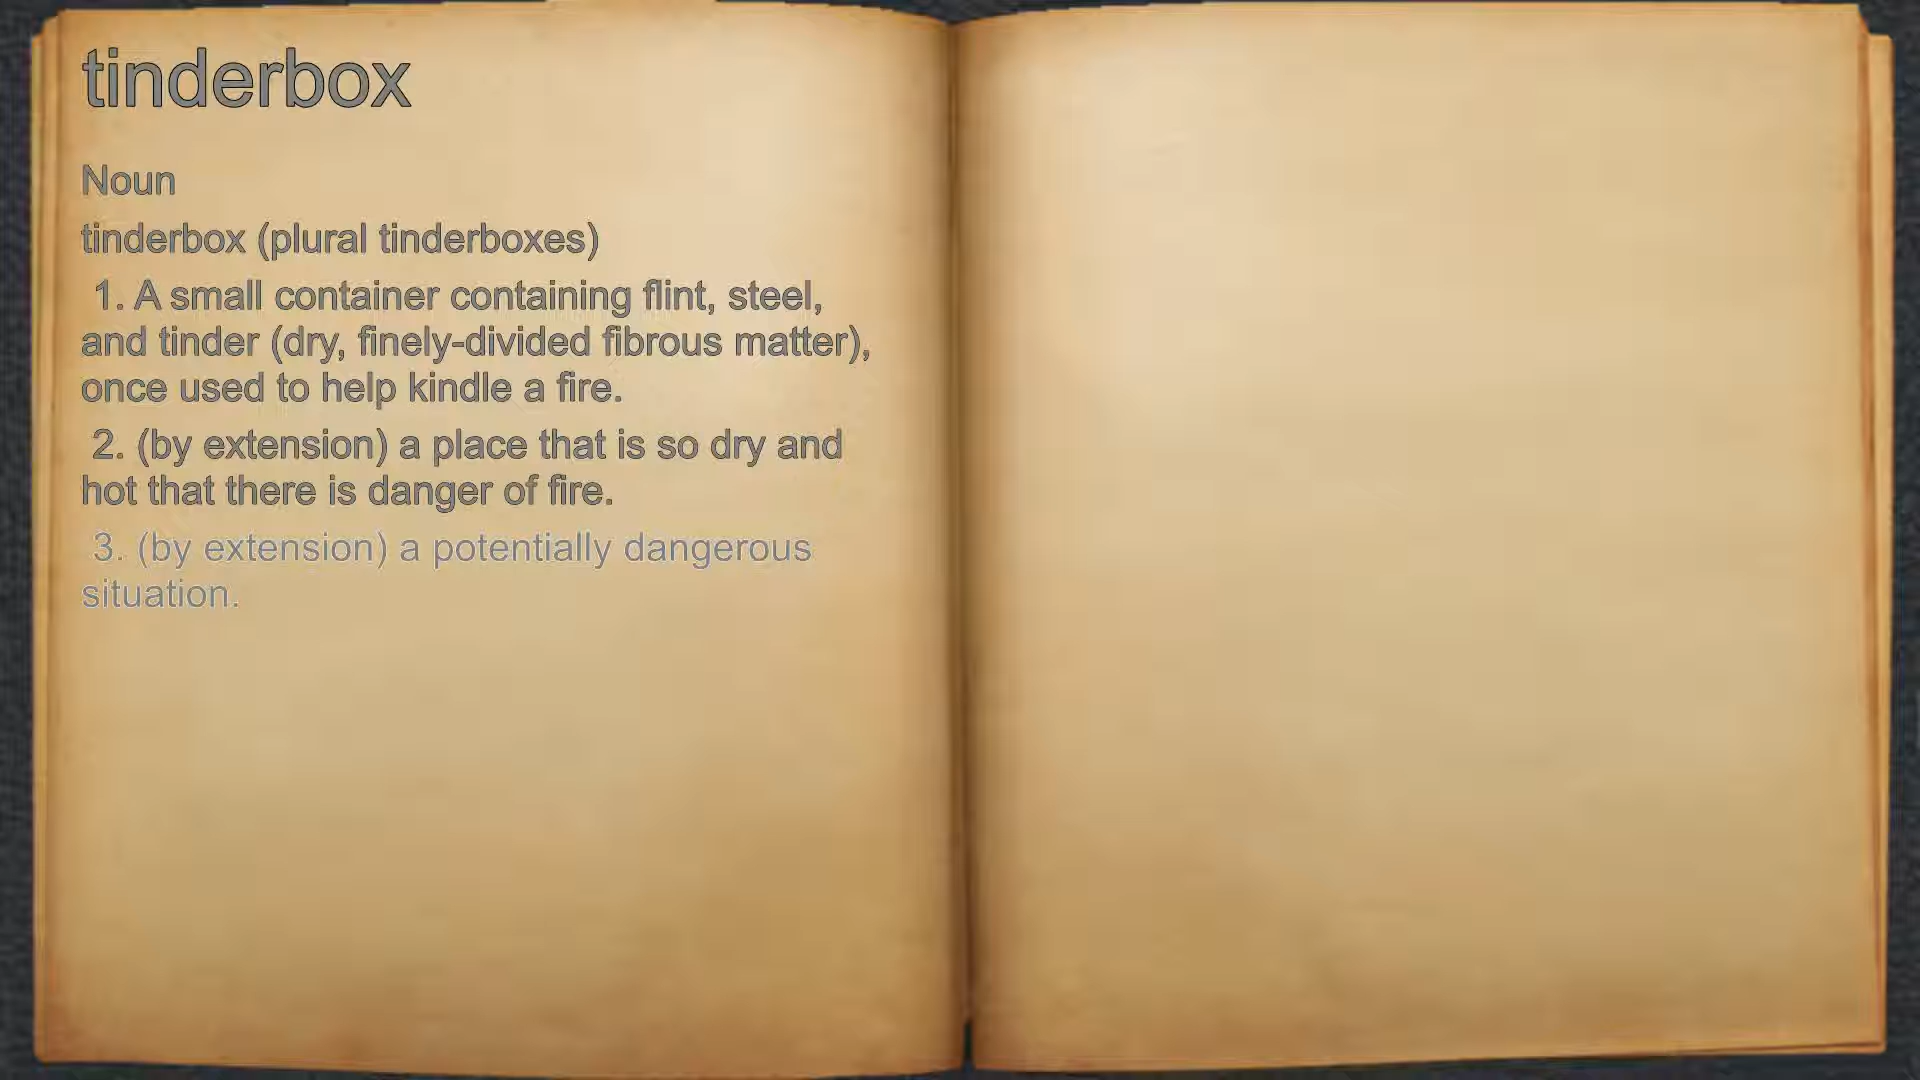 tinderbox
Noun
tinderbox (plural tinderboxes)
1. A small container containing flint, steel,
and tinder (dry, finely-divided fibrous matter),
once used to help kindle a fire.
2. (by extension) a place that is so dry and
hot that there is danger of fire.
3. (by extension) a potentially dangerous
situation.